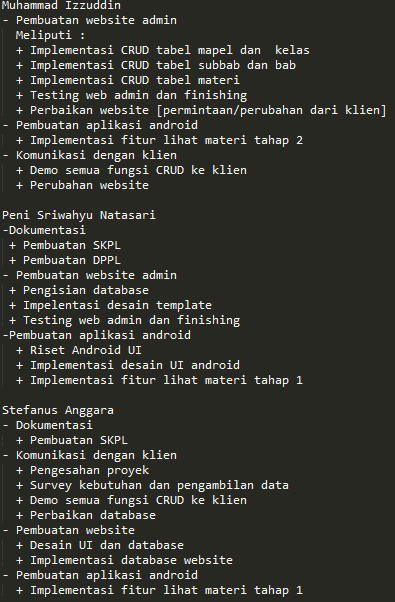 Muhammad Izzuddin
- Pembuatan website admin
  Meliputi :
  + Implementasi CRUD tabel mapel dan  kelas
  + Implementasi CRUD tabel subbab dan bab
  + Implementasi CRUD tabel materi
  + Testing web admin dan finishing
  + Perbaikan website [permintaan/perubahan dari klien]
- Pembuatan aplikasi android
  + Implementasi fitur lihat materi tahap 2
- Komunikasi dengan klien
  + Demo semua fungsi CRUD ke klien
  + Perubahan website

Peni Sriwahyu Natasari
-Dokumentasi
 + Pembuatan SKPL
 + Pembuatan DPPL
- Pembuatan website admin
 + Pengisian database
 + Impelentasi desain template
 + Testing web admin dan finishing
-Pembuatan aplikasi android
  + Riset Android UI
  + Implementasi desain UI android
  + Implementasi fitur lihat materi tahap 1

Stefanus Anggara
- Dokumentasi
  + Pembuatan SKPL
- Komunikasi dengan klien
  + Pengesahan proyek
  + Survey kebutuhan dan pengambilan data
  + Demo semua fungsi CRUD ke klien
  + Perbaikan database
- Pembuatan website
  + Desain UI dan database
  + Implementasi database website
- Pembuatan aplikasi android
  + Implementasi fitur lihat materi tahap 1